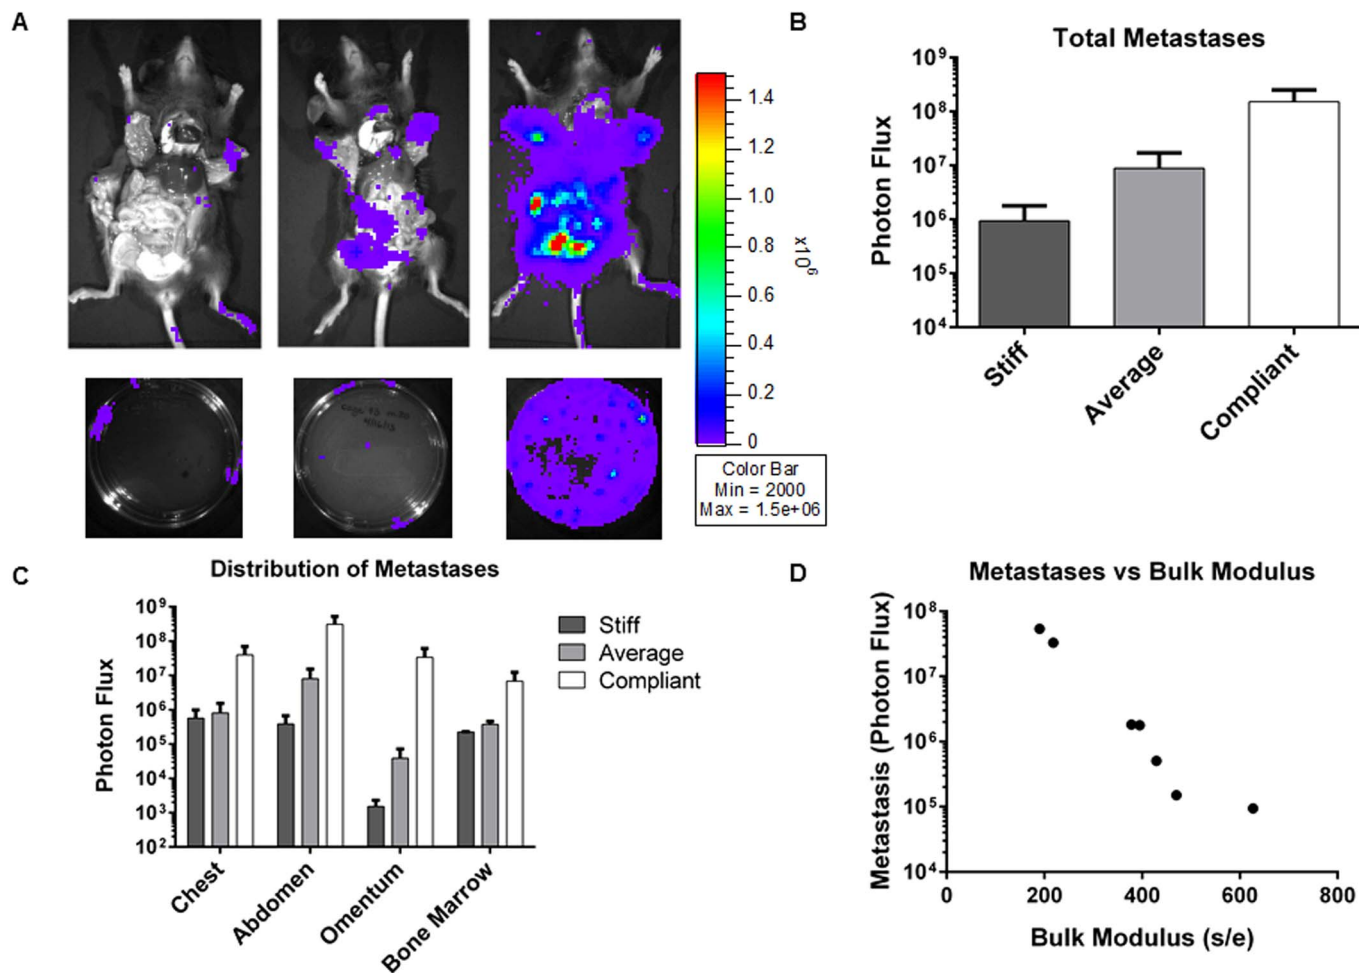 A
1.4
1.2
1.0
0.8
0.6
0.4
0.2
0
x10⁶
Color Bar
Min = 2000
Max = 1.5e+06
B
Total Metastases
Photon Flux
10⁹
10⁸
10⁷
10⁶
10⁵
10⁴
Stiff
Average
Compliant
C
Distribution of Metastases
Photon Flux
10⁹
10⁸
10⁷
10⁶
10⁵
10⁴
10³
10²
Chest
Abdomen
Omentum
Bone Marrow
Stiff
Average
Compliant
D
Metastases vs Bulk Modulus
Metastasis (Photon Flux)
10⁸
10⁷
10⁶
10⁵
10⁴
0 200 400 600 800
Bulk Modulus (s/e)